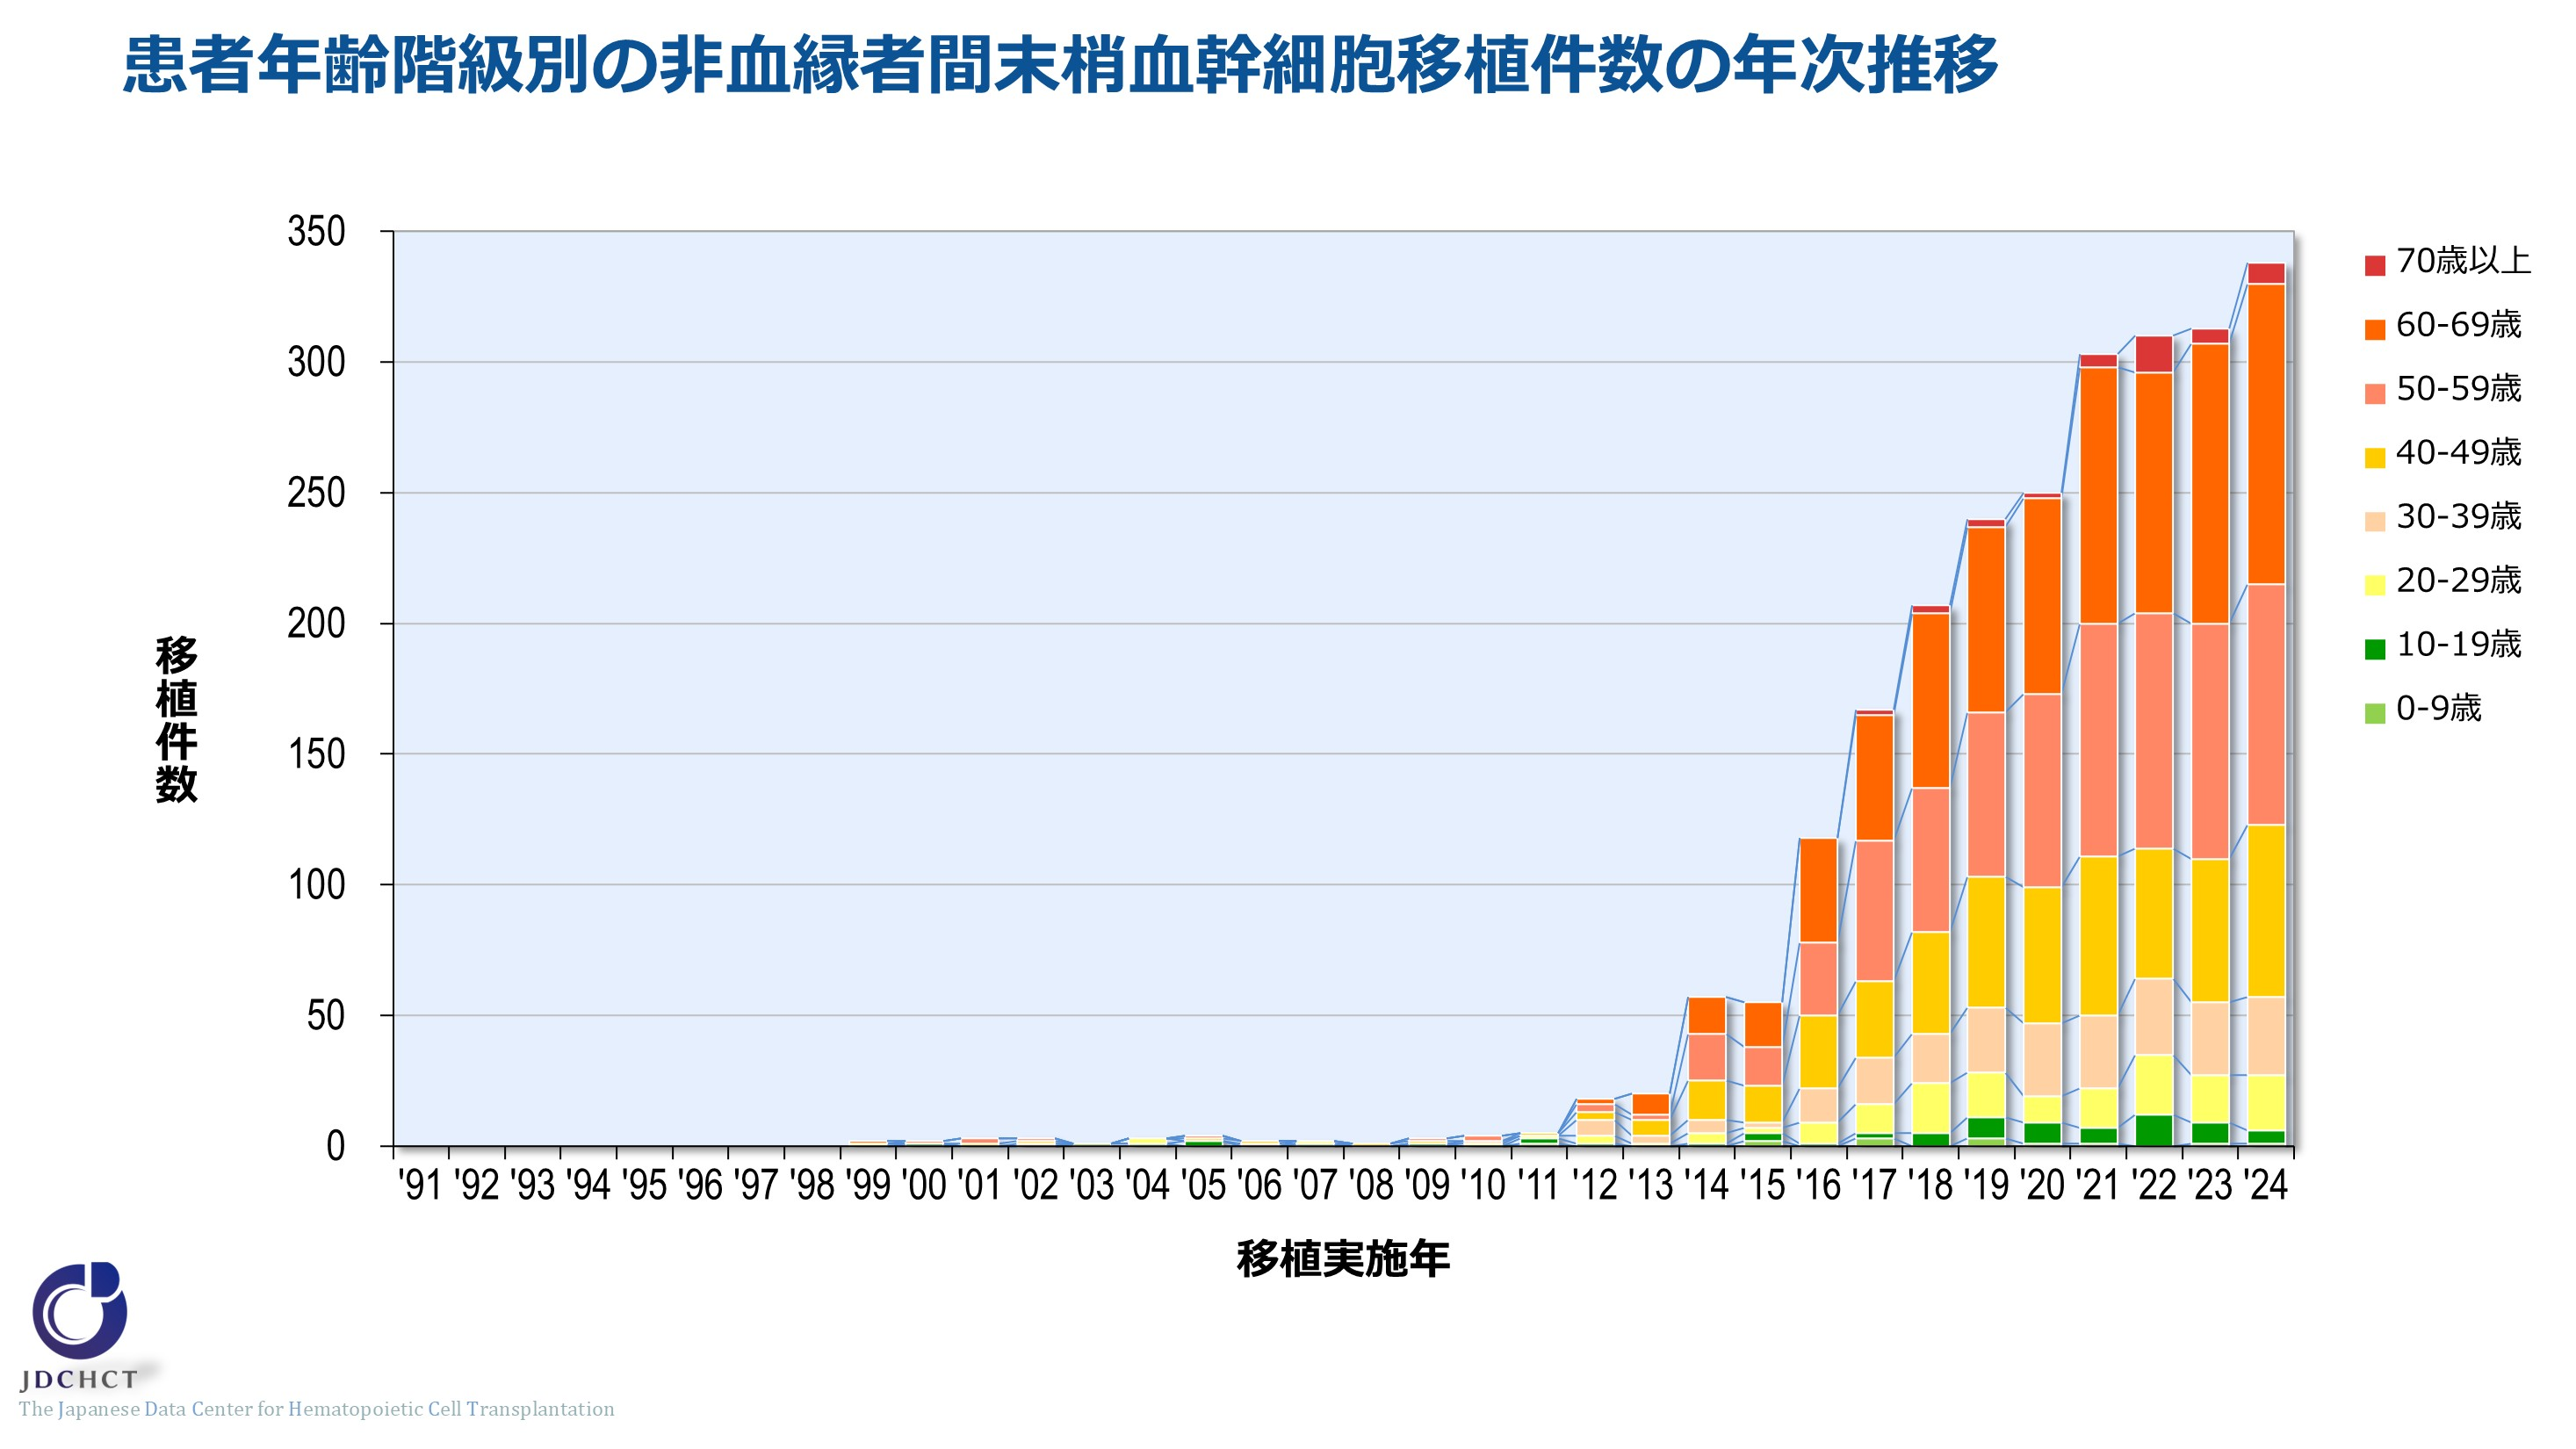 患者年齢階級別の非血縁者間末梢血幹細胞移植件数の年次推移
移植件数
350
300
250
200
150
100
50
0
'91 '92 '93 '94 '95 '96 '97 '98 '99 '00 '01 '02 '03 '04 '05 '06 '07 '08 '09 '10 '11 '12 '13 '14 '15 '16 '17 '18 '19 '20 '21 '22 '23 '24
移植実施年
70歳以上
60-69歳
50-59歳
40-49歳
30-39歳
20-29歳
10-19歳
0-9歳
JDCHCT
The Japanese Data Center for Hematopoietic Cell Transplantation